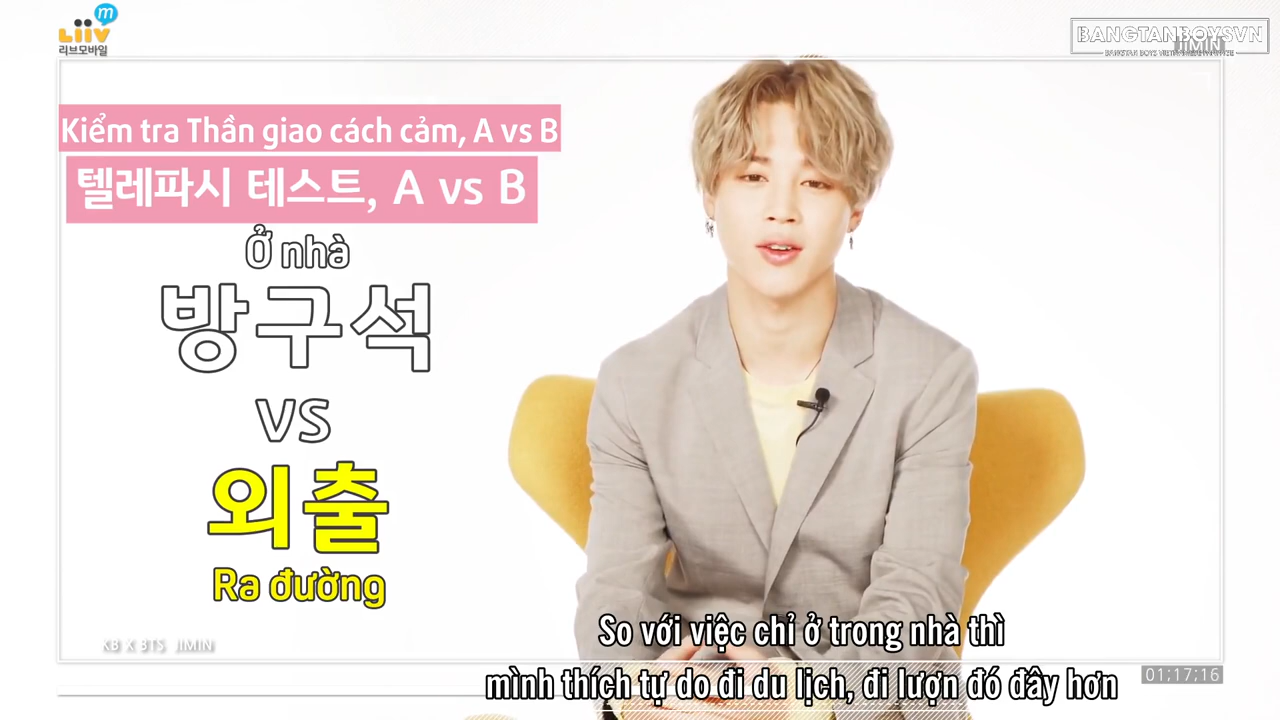 Liiv m
리브모바일
BANGTANBOYSVN
JIMIN
Kiểm tra Thần giao cách cảm, A vs B
텔레파시 테스트, A vs B
Ở nhà
방구석
vs
외출
Ra đường
KB X BTS JIMIN
So với việc chỉ ở trong nhà thì
mình thích tự do đi du lịch, đi lượn đó đây hơn
01;17;16